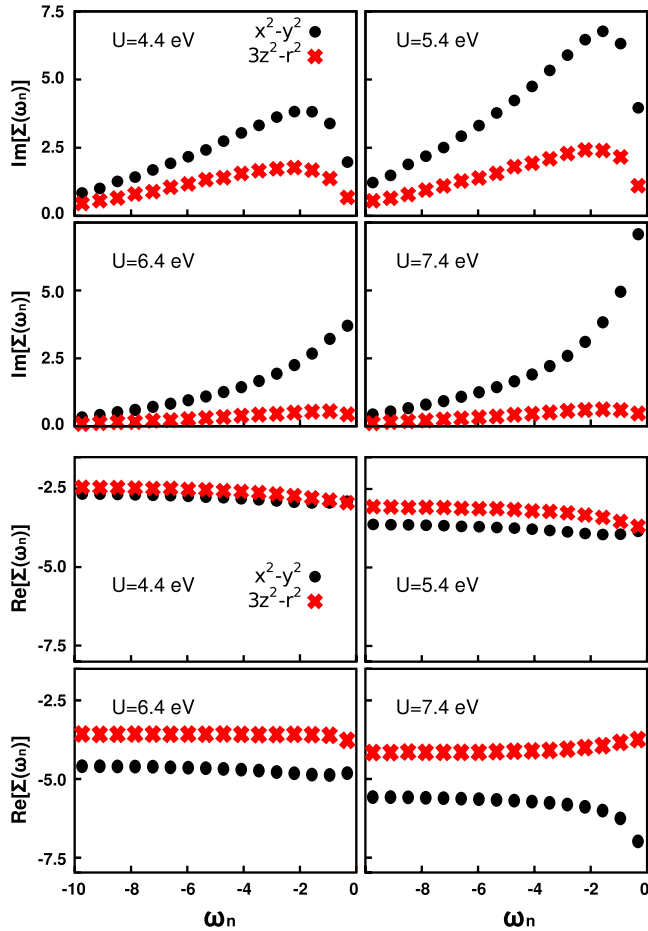 7.5
5.0
2.5
0.0
Im[Σ(ωn)]
U=4.4 eV
x²-y²
3z²-r²
U=5.4 eV
5.0
2.5
0.0
Im[Σ(ωn)]
U=6.4 eV
U=7.4 eV
-2.5
-5.0
-7.5
Re[Σ(ωn)]
U=4.4 eV
x²-y²
3z²-r²
U=5.4 eV
-2.5
-5.0
-7.5
Re[Σ(ωn)]
U=6.4 eV
U=7.4 eV
-10 -8 -6 -4 -2 0
-8 -6 -4 -2 0
ωn
ωn